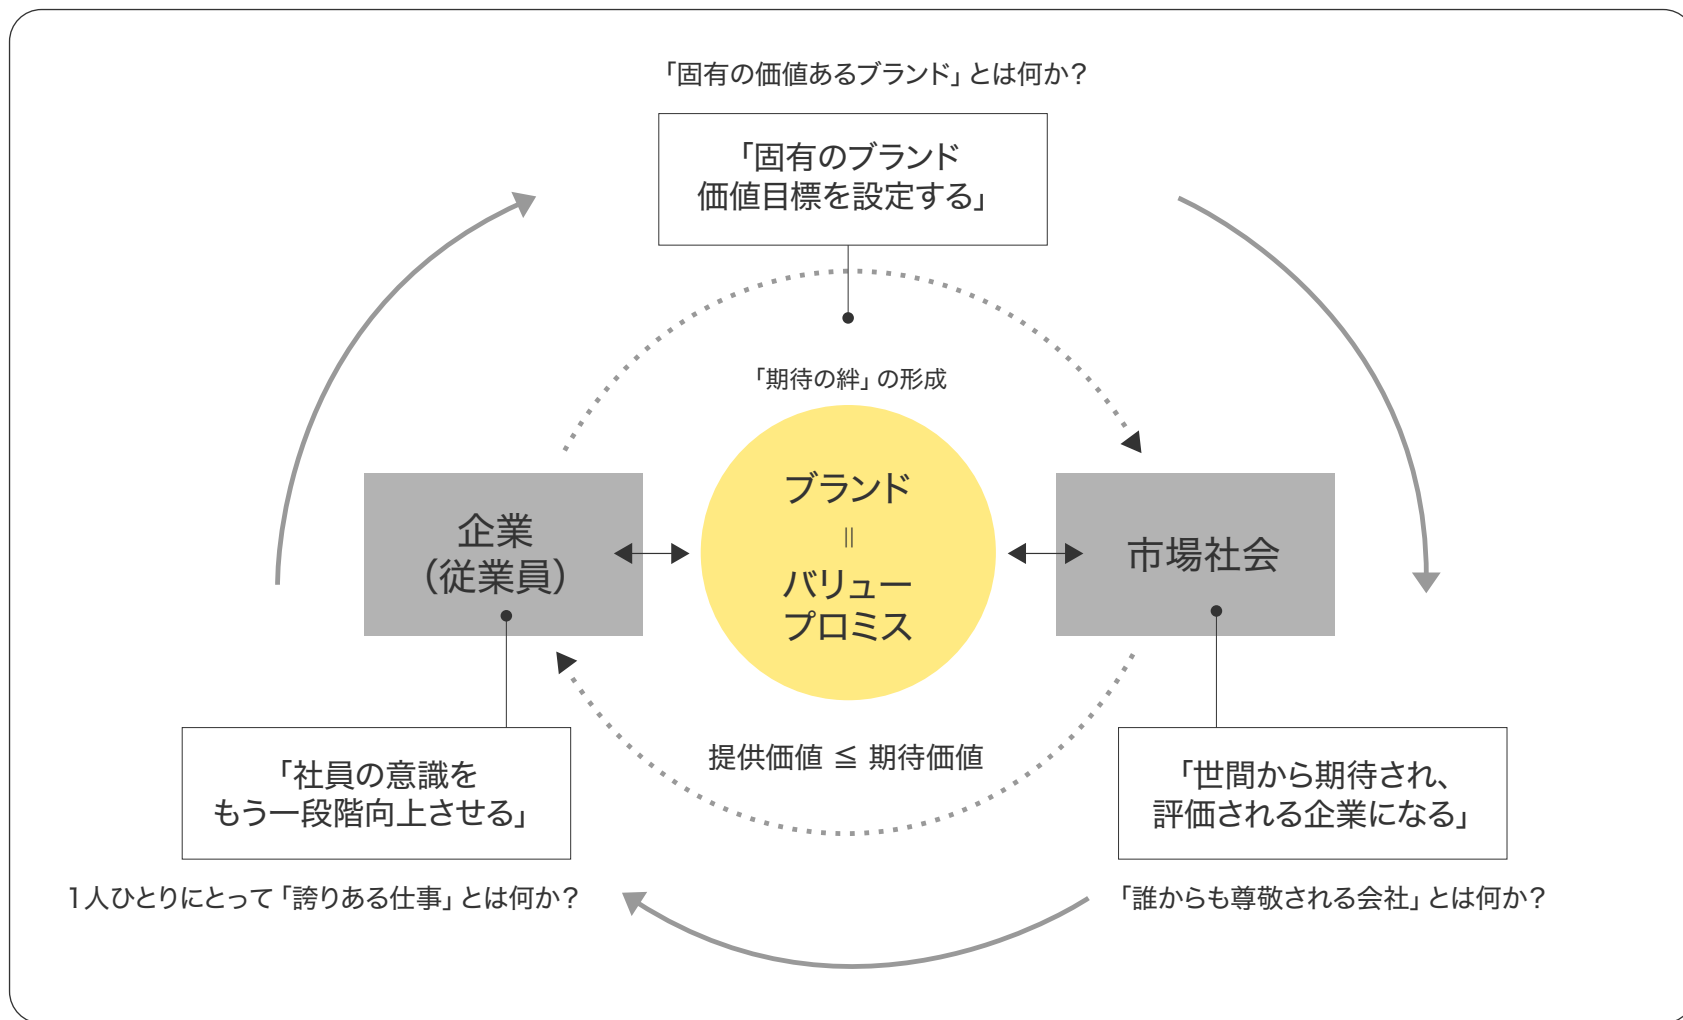 「固有の価値あるブランド」とは何か?
「固有のブランド
価値目標を設定する」
「期待の絆」の形成
ブランド
=
バリュー
プロミス
企業
(従業員)
市場社会
提供価値 ≦ 期待価値
「社員の意識を
もう一段階向上させる」
1人ひとりにとって「誇りある仕事」とは何か?
「世間から期待され、
評価される企業になる」
「誰からも尊敬される会社」とは何か?